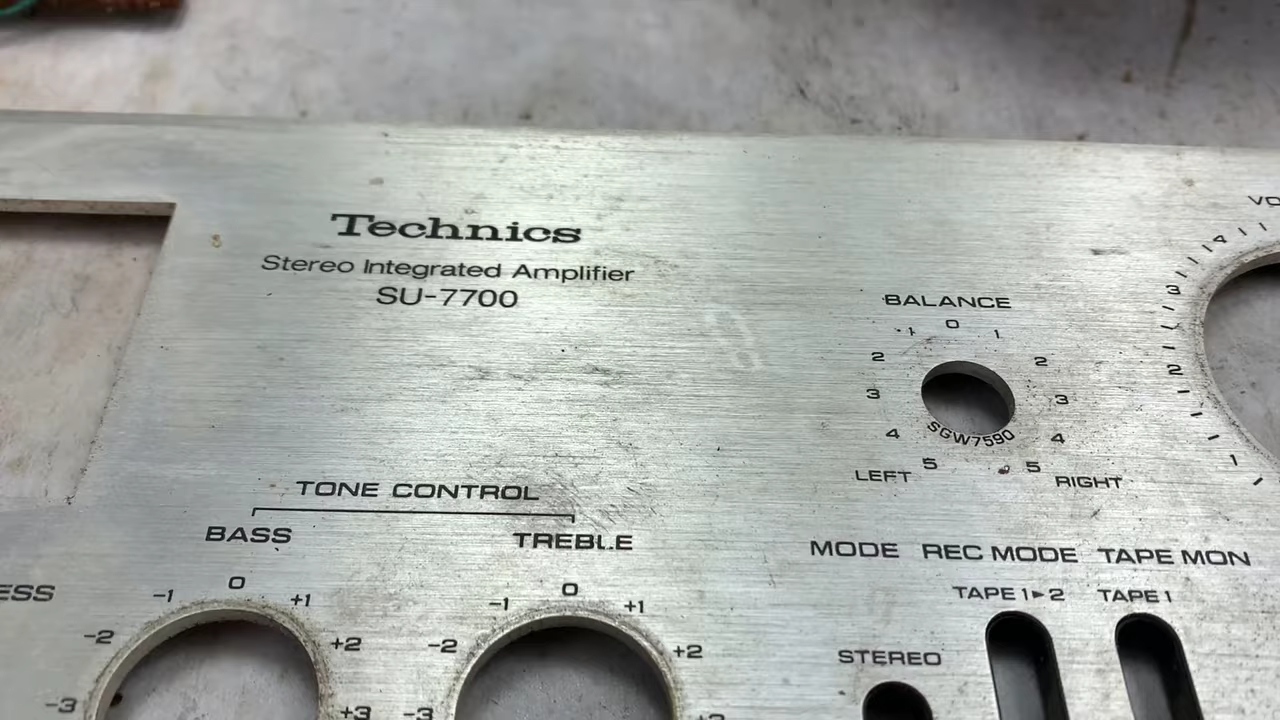 Technics
Stereo Integrated Amplifier
SU-7700
VO
4
3
2
1
BALANCE
1 0 1
2 2
3 3
4 4
SGW7590
5 5
LEFT RIGHT
TONE CONTROL
BASS TREBLE
0 0
-1 +1 -1 +1
-2 +2 -2 +2
-3 +3 -3
ESS
MODE REC MODE TAPE MON
TAPE 1▸2 TAPE 1
STEREO